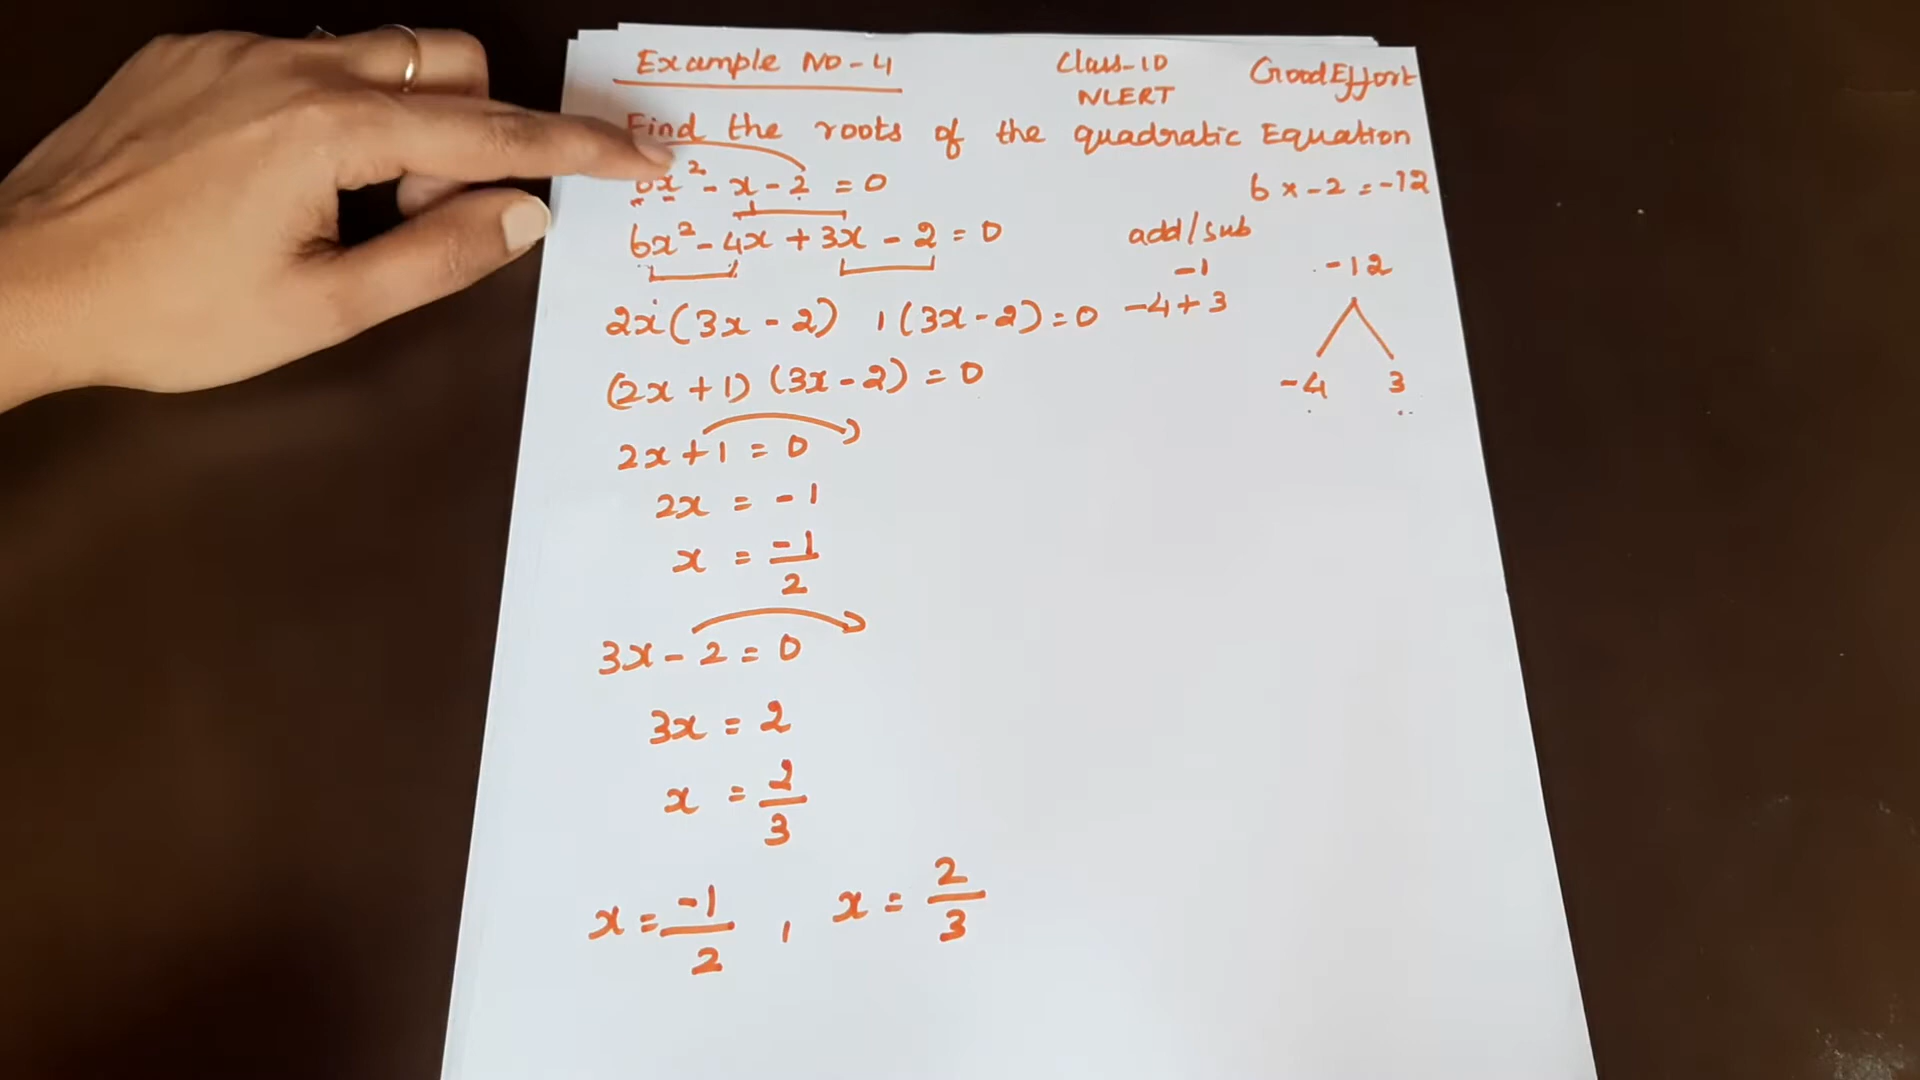 Example No-4
Class-10
NCERT
GoodEffort
Find the roots of the quadratic Equation
6x² - x - 2 = 0
6 x -2 = -12
6x² - 4x + 3x - 2 = 0
add/sub
-1
-12
2x(3x - 2) 1(3x - 2) = 0
-4+3
-4 3
(2x + 1) (3x - 2) = 0
2x + 1 = 0
2x = -1
x = -1/2
3x - 2 = 0
3x = 2
x = 2/3
x = -1/2 , x = 2/3